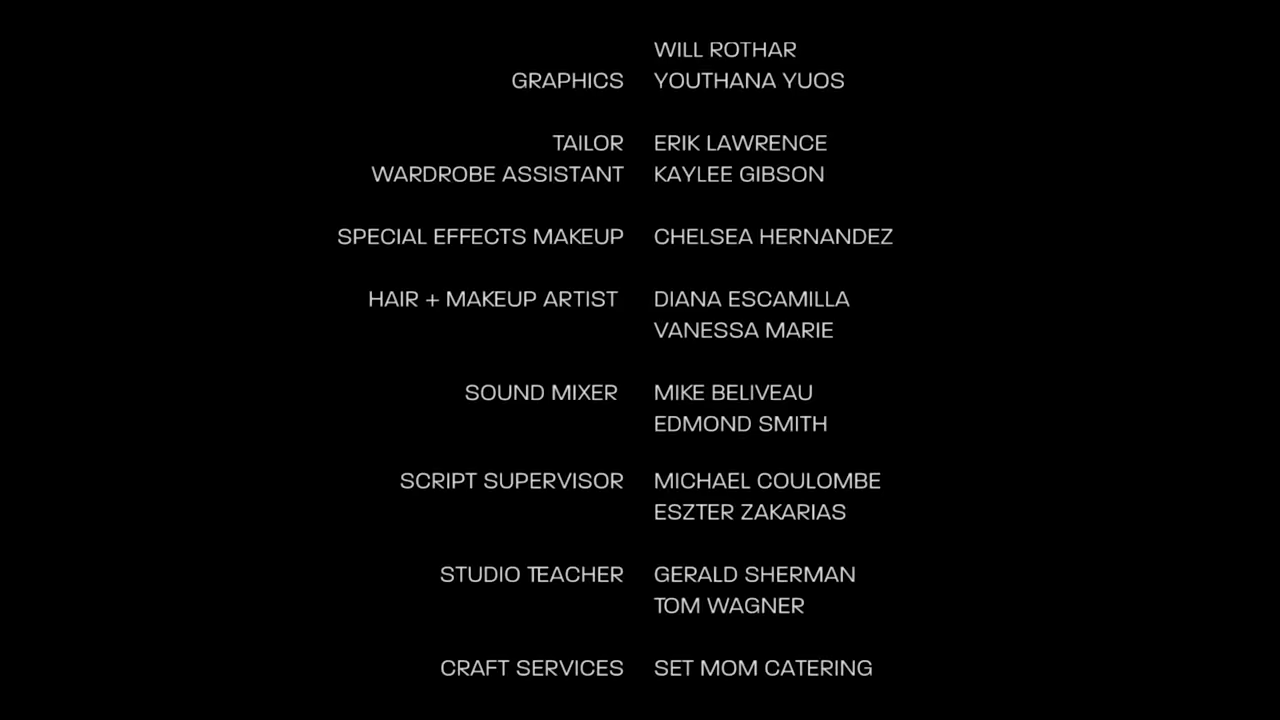 WILL ROTHAR
GRAPHICS YOUTHANA YUOS
TAILOR ERIK LAWRENCE
WARDROBE ASSISTANT KAYLEE GIBSON
SPECIAL EFFECTS MAKEUP CHELSEA HERNANDEZ
HAIR + MAKEUP ARTIST DIANA ESCAMILLA
VANESSA MARIE
SOUND MIXER MIKE BELIVEAU
EDMOND SMITH
SCRIPT SUPERVISOR MICHAEL COULOMBE
ESZTER ZAKARIAS
STUDIO TEACHER GERALD SHERMAN
TOM WAGNER
CRAFT SERVICES SET MOM CATERING